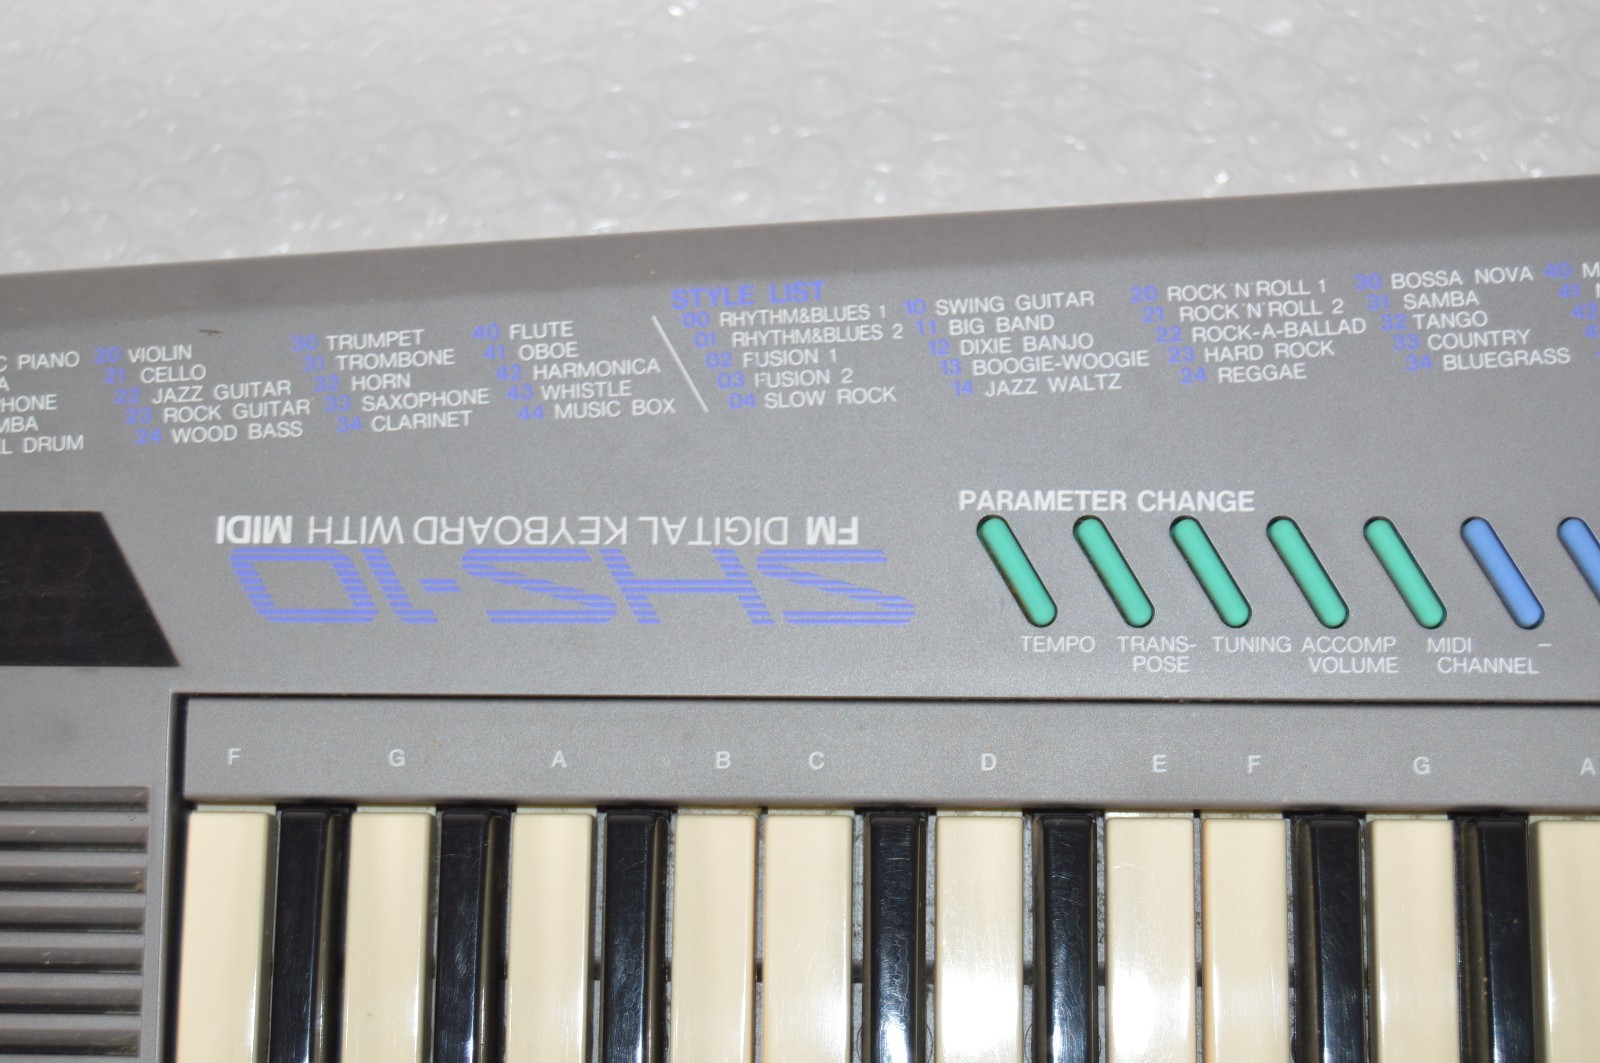 C PIANO
A
PHONE
MBA
L DRUM
20 VIOLIN
21 CELLO
22 JAZZ GUITAR
23 ROCK GUITAR
24 WOOD BASS
30 TRUMPET
31 TROMBONE
32 HORN
33 SAXOPHONE
34 CLARINET
40 FLUTE
41 OBOE
42 HARMONICA
43 WHISTLE
44 MUSIC BOX
STYLE LIST
00 RHYTHM&BLUES 1
01 RHYTHM&BLUES 2
02 FUSION 1
03 FUSION 2
04 SLOW ROCK
10 SWING GUITAR
11 BIG BAND
12 DIXIE BANJO
13 BOOGIE-WOOGIE
14 JAZZ WALTZ
20 ROCK'N'ROLL 1
21 ROCK'N'ROLL 2
22 ROCK-A-BALLAD
23 HARD ROCK
24 REGGAE
30 BOSSA NOVA
31 SAMBA
32 TANGO
33 COUNTRY
34 BLUEGRASS
40 M
41
42
SHS-10
FM DIGITAL KEYBOARD WITH MIDI
PARAMETER CHANGE
TEMPO
TRANS-
POSE
TUNING
ACCOMP
VOLUME
MIDI
CHANNEL
–
F G A B C D E F G A